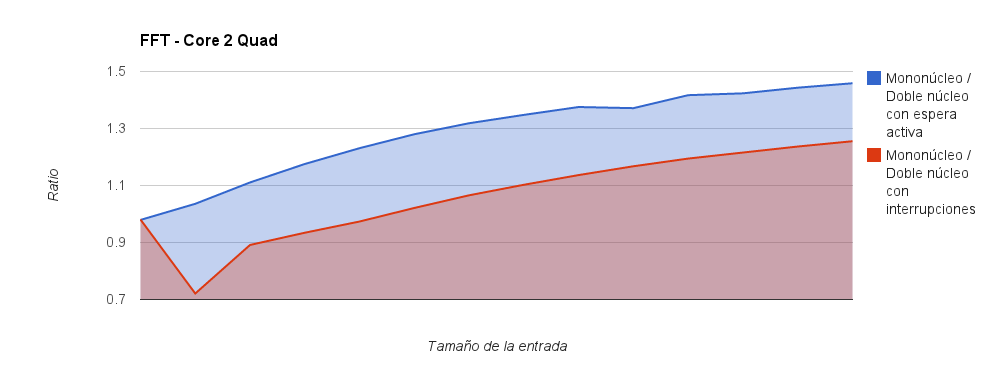 FFT - Core 2 Quad
1.5
1.3
1.1
0.9
0.7
Ratio
Tamaño de la entrada
Mononúcleo /
Doble núcleo
con espera
activa
Mononúcleo /
Doble núcleo
con
interrupciones